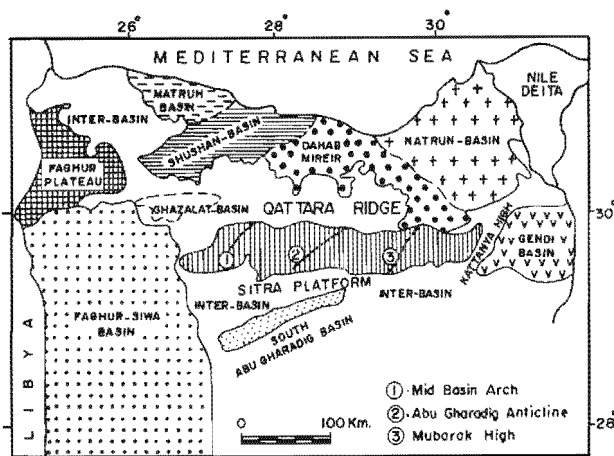 26°
28°
30°
MEDITERRANEAN SEA
NILE
DELTA
MATRUH
BASIN
INTER-BASIN
SHUSHAN-BASIN
DAHAB
MIREIR
NATRUN-BASIN
FAGHUR
PLATEAU
GHAZALAT-BASIN
QATTARA RIDGE
30°
KATTANYA HIGH
GENDI
BASIN
1
2
3
SITRA PLATFORM
INTER-BASIN
INTER-BASIN
FAGHUR-SIWA
BASIN
SOUTH
ABU GHARADIG BASIN
LIBYA
① Mid Basin Arch
② Abu Gharadig Anticline
③ Mubarak High
0 100 Km.
28°